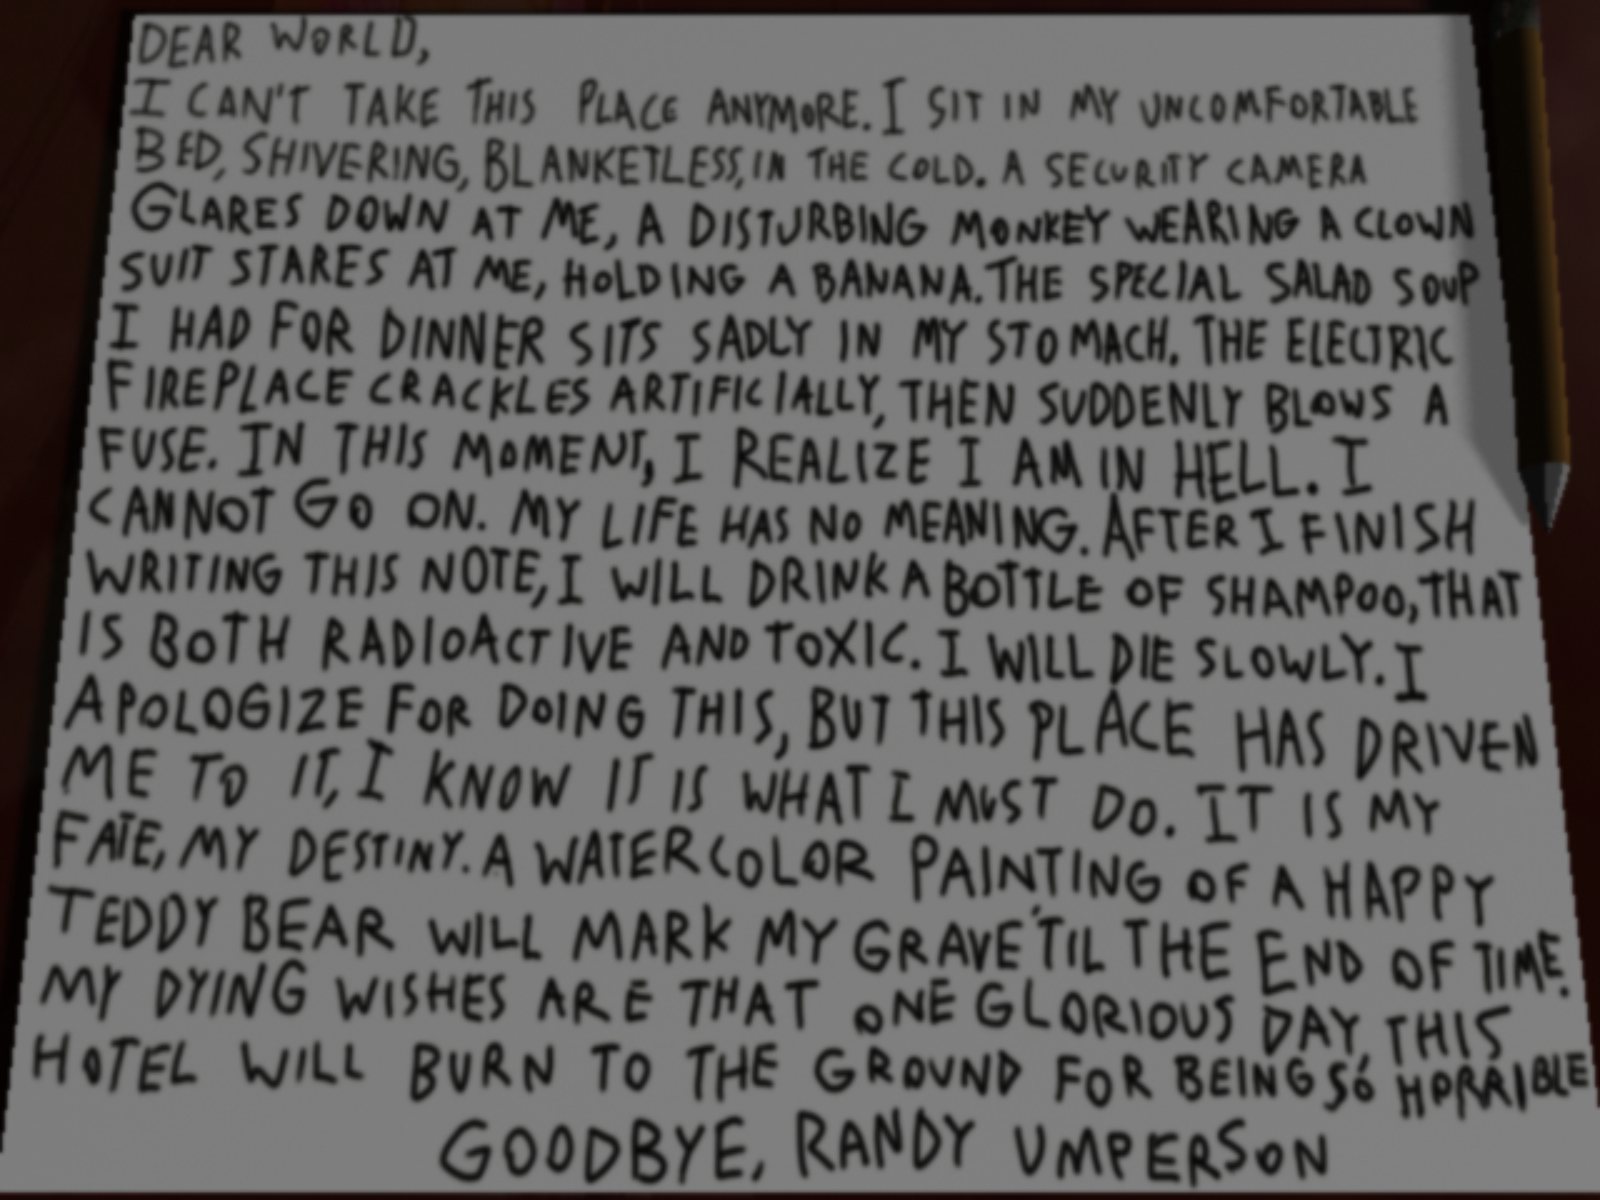 DEAR WORLD,
I CAN'T TAKE THIS PLACE ANYMORE. I SIT IN MY UNCOMFORTABLE
BED, SHIVERING, BLANKETLESS, IN THE COLD. A SECURITY CAMERA
GLARES DOWN AT ME, A DISTURBING MONKEY WEARING A CLOWN
SUIT STARES AT ME, HOLDING A BANANA. THE SPECIAL SALAD SOUP
I HAD FOR DINNER SITS SADLY IN MY STOMACH. THE ELECTRIC
FIREPLACE CRACKLES ARTIFICIALLY, THEN SUDDENLY BLOWS A
FUSE. IN THIS MOMENT, I REALIZE I AM IN HELL. I
CANNOT GO ON. MY LIFE HAS NO MEANING. AFTER I FINISH
WRITING THIS NOTE, I WILL DRINK A BOTTLE OF SHAMPOO, THAT
IS BOTH RADIOACTIVE AND TOXIC. I WILL DIE SLOWLY. I
APOLOGIZE FOR DOING THIS, BUT THIS PLACE HAS DRIVEN
ME TO IT, I KNOW IT IS WHAT I MUST DO. IT IS MY
FATE, MY DESTINY. A WATERCOLOR PAINTING OF A HAPPY
TEDDY BEAR WILL MARK MY GRAVE 'TIL THE END OF TIME.
MY DYING WISHES ARE THAT ONE GLORIOUS DAY, THIS
HOTEL WILL BURN TO THE GROUND FOR BEING SO HORRIBLE
GOODBYE, RANDY UMPERSON